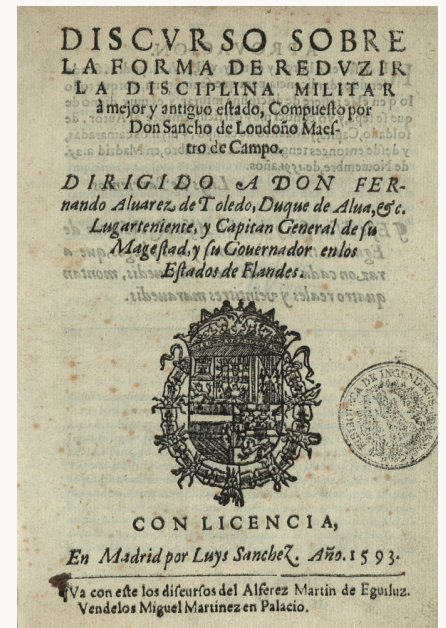 DISCVRSO SOBRE
LA FORMA DE REDVZIR
LA DISCIPLINA MILITAR
à mejor y antiguo estado, Compuesto por
Don Sancho de Londoño Maes-
tro de Campo.
DIRIGIDO A DON FER-
nando Aluarez de Toledo, Duque de Alua, &c.
Lugarteniente, y Capitan General de su
Magestad, y su Gouernador en los
Estados de Flandes.
CON LICENCIA,
En Madrid por Luys Sanchez. Año. 1593.
¶Va con este los discursos del Alferez Martin de Eguiluz.
Vendelos Miguel Martinez en Palacio.